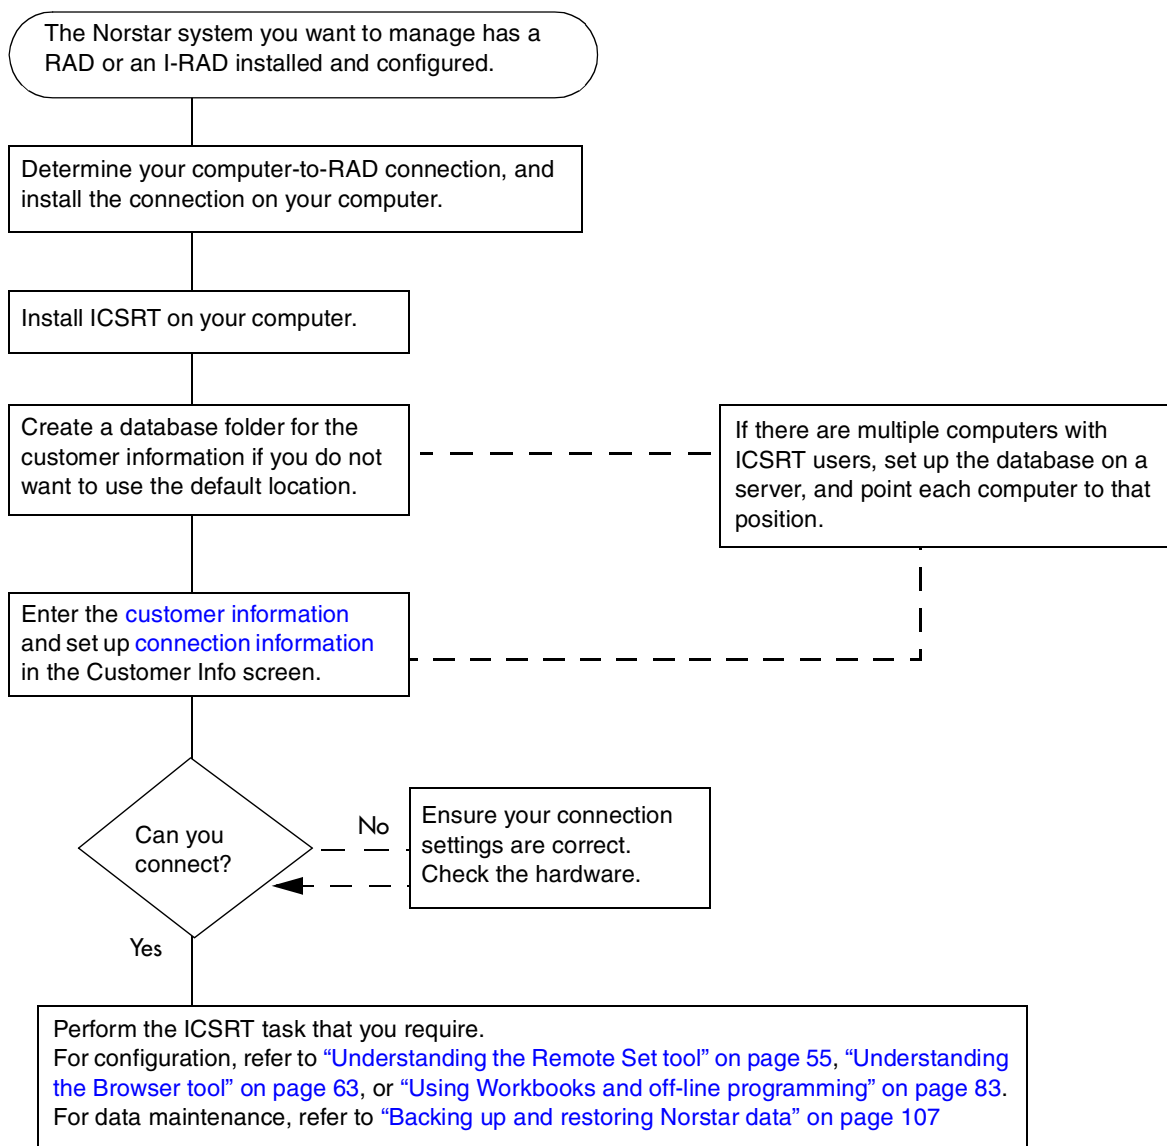 The Norstar system you want to manage has a
RAD or an I-RAD installed and configured.
Determine your computer-to-RAD connection, and
install the connection on your computer.
Install ICSRT on your computer.
Create a database folder for the
customer information if you do not
want to use the default location.
If there are multiple computers with
ICSRT users, set up the database on a
server, and point each computer to that
position.
Enter the customer information
and set up connection information
in the Customer Info screen.
Can you
connect?
No
Ensure your connection
settings are correct.
Check the hardware.
Yes
Perform the ICSRT task that you require.
For configuration, refer to “Understanding the Remote Set tool” on page 55, “Understanding
the Browser tool” on page 63, or “Using Workbooks and off-line programming” on page 83.
For data maintenance, refer to “Backing up and restoring Norstar data” on page 107